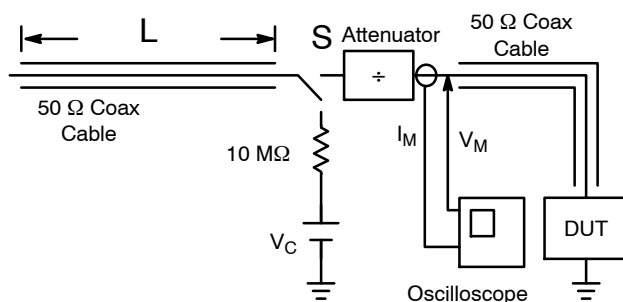 L
S
Attenuator
÷
50 Ω Coax
Cable
50 Ω Coax
Cable
10 MΩ
I_M
V_M
V_C
DUT
Oscilloscope